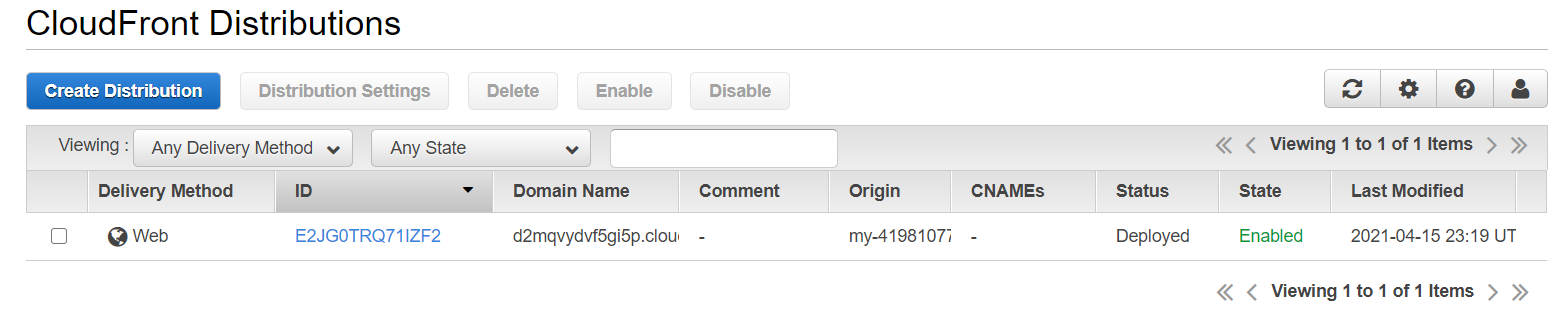 CloudFront Distributions
Create Distribution Distribution Settings Delete Enable Disable
Viewing : Any Delivery Method Any State Viewing 1 to 1 of 1 Items
Delivery Method ID Domain Name Comment Origin CNAMEs Status State Last Modified
Web E2JG0TRQ71IZF2 d2mqvydvf5gi5p.clou - my-41981077 - Deployed Enabled 2021-04-15 23:19 UT
Viewing 1 to 1 of 1 Items